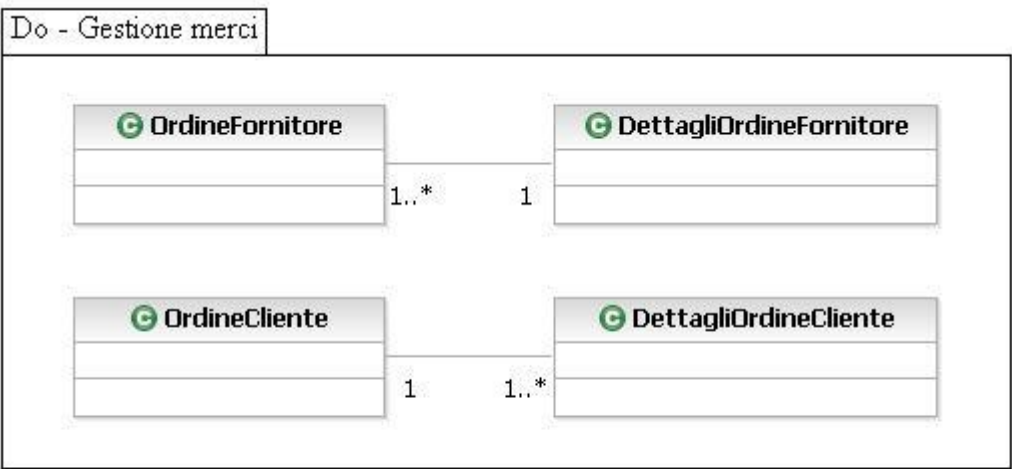 Do - Gestione merci
OrdineFornitore
DettagliOrdineFornitore
1..*
1
OrdineCliente
DettagliOrdineCliente
1
1..*